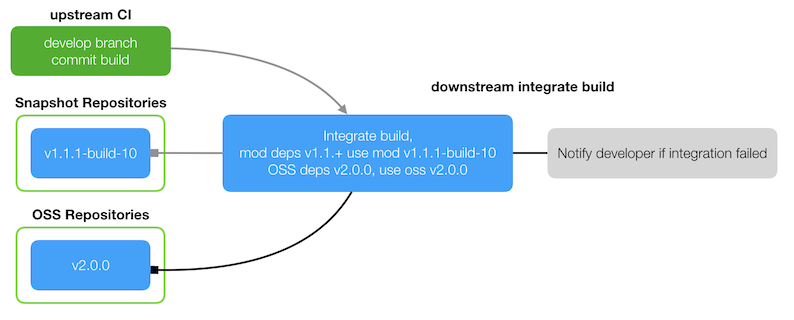 upstream CI
develop branch
commit build
downstream integrate build
Snapshot Repositories
v1.1.1-build-10
Integrate build,
mod deps v1.1.+ use mod v1.1.1-build-10
OSS deps v2.0.0, use oss v2.0.0
Notify developer if integration failed
OSS Repositories
v2.0.0